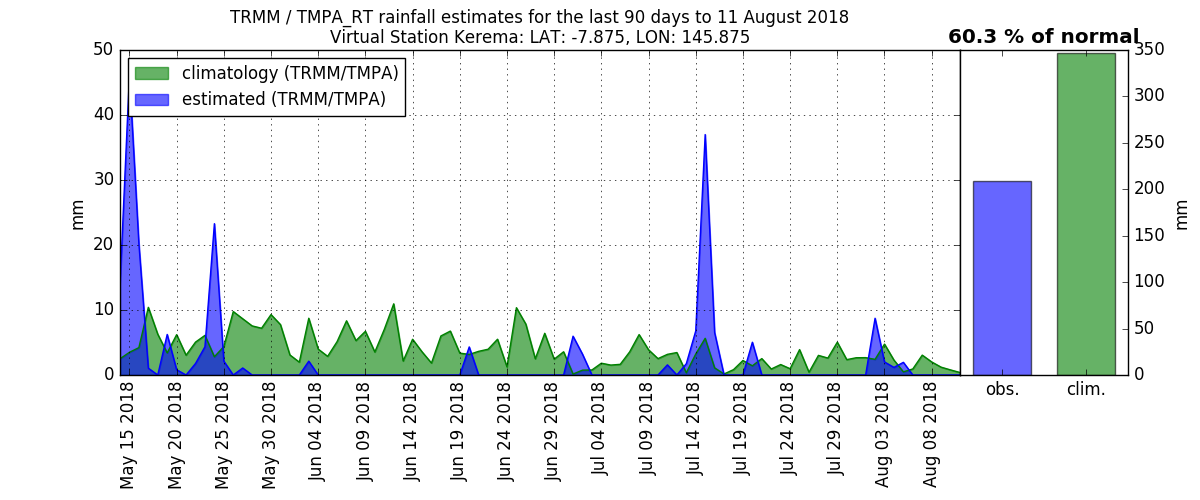 TRMM / TMPA_RT rainfall estimates for the last 90 days to 11 August 2018
Virtual Station Kerema: LAT: -7.875, LON: 145.875
60.3 % of normal
climatology (TRMM/TMPA)
estimated (TRMM/TMPA)
50
40
30
20
10
0
mm
May 15 2018
May 20 2018
May 25 2018
May 30 2018
Jun 04 2018
Jun 09 2018
Jun 14 2018
Jun 19 2018
Jun 24 2018
Jun 29 2018
Jul 04 2018
Jul 09 2018
Jul 14 2018
Jul 19 2018
Jul 24 2018
Jul 29 2018
Aug 03 2018
Aug 08 2018
obs.
clim.
350
300
250
200
150
100
50
0
mm